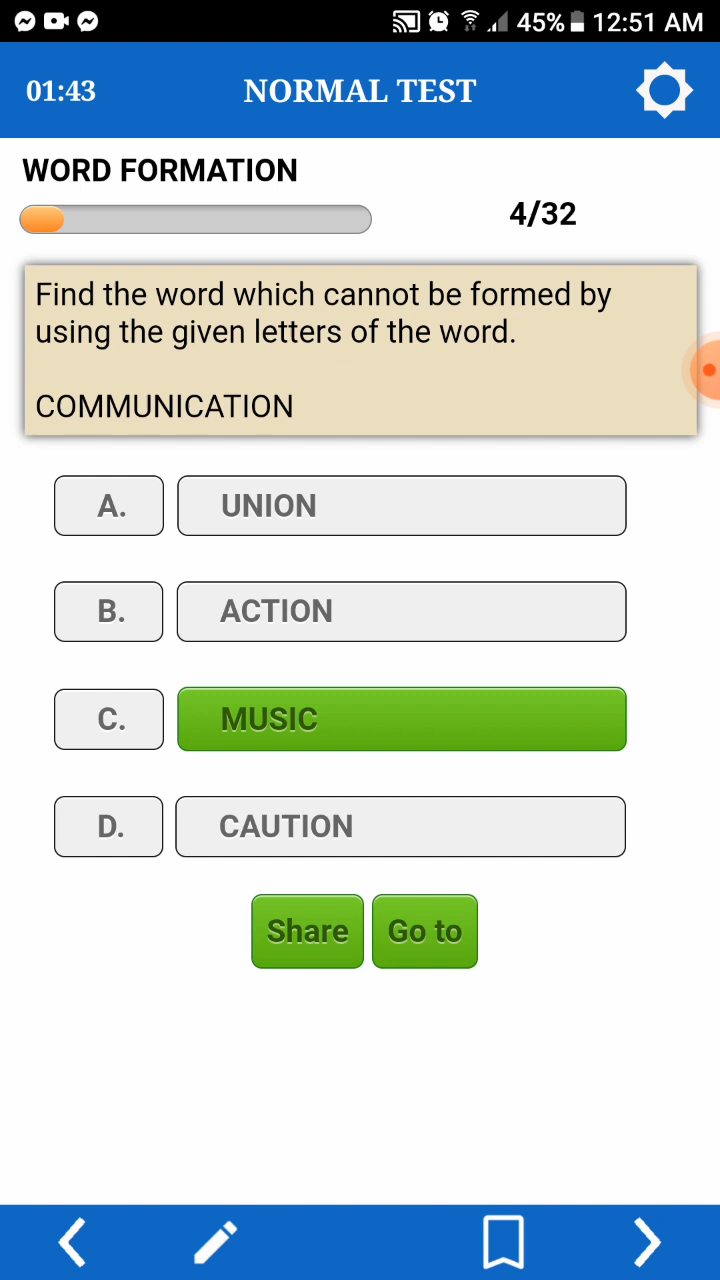 45% 12:51 AM
01:43 NORMAL TEST
WORD FORMATION
4/32
Find the word which cannot be formed by
using the given letters of the word.
COMMUNICATION
A. UNION
B. ACTION
C. MUSIC
D. CAUTION
Share Go to